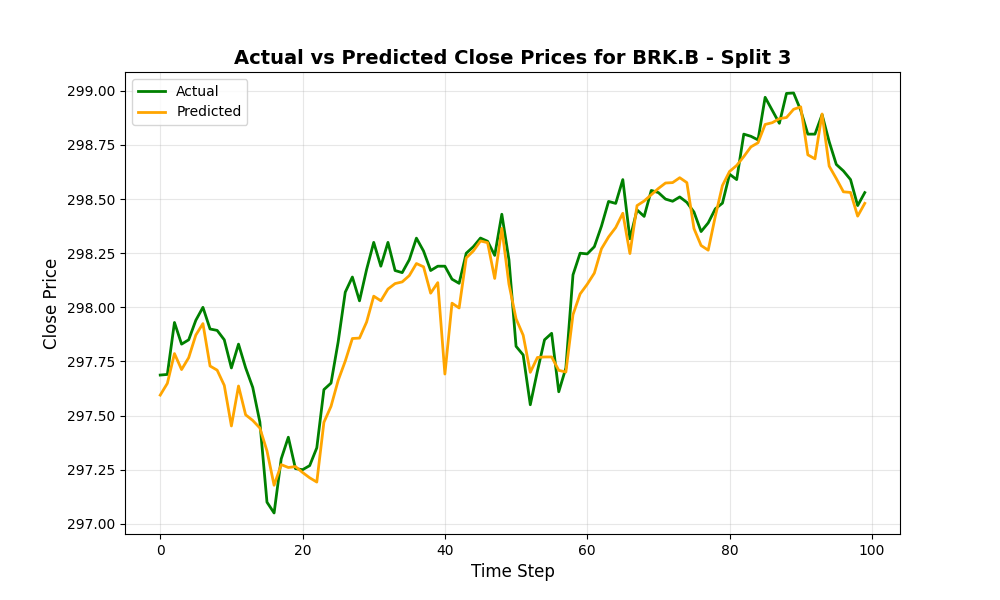 Actual vs Predicted Close Prices for BRK.B - Split 3
Actual
Predicted
299.00
298.75
298.50
298.25
298.00
297.75
297.50
297.25
297.00
Close Price
0 20 40 60 80 100
Time Step